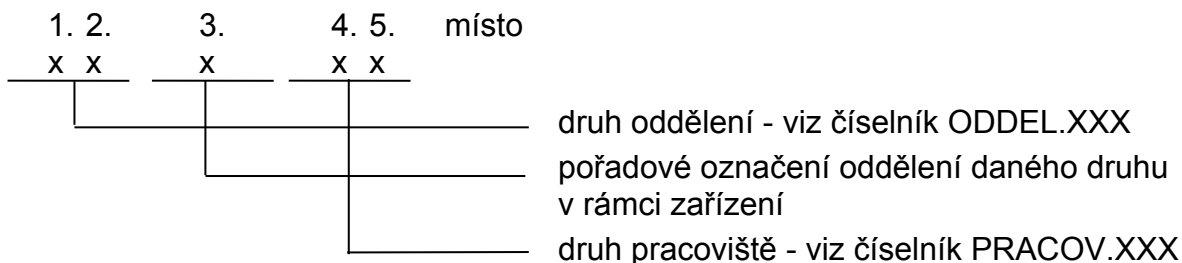 1. 2. 3. 4. 5. místo
x x x x x
druh oddělení - viz číselník ODDEL.XXX
pořadové označení oddělení daného druhu
v rámci zařízení
druh pracoviště - viz číselník PRACOV.XXX